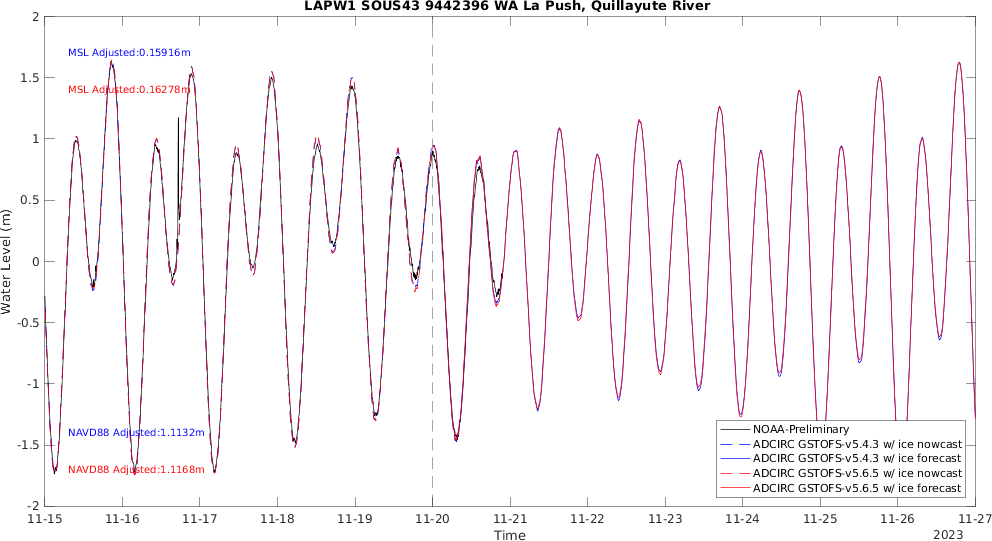 LAPW1 SOUS43 9442396 WA La Push, Quillayute River
2
1.5
1
0.5
0
-0.5
-1
-1.5
-2
Water Level (m)
MSL Adjusted:0.15916m
MSL Adjusted:0.16278m
NAVD88 Adjusted:1.1132m
NAVD88 Adjusted:1.1168m
NOAA-Preliminary
ADCIRC GSTOFS-v5.4.3 w/ ice nowcast
ADCIRC GSTOFS-v5.4.3 w/ ice forecast
ADCIRC GSTOFS-v5.6.5 w/ ice nowcast
ADCIRC GSTOFS-v5.6.5 w/ ice forecast
11-15 11-16 11-17 11-18 11-19 11-20 11-21 11-22 11-23 11-24 11-25 11-26 11-27
Time
2023